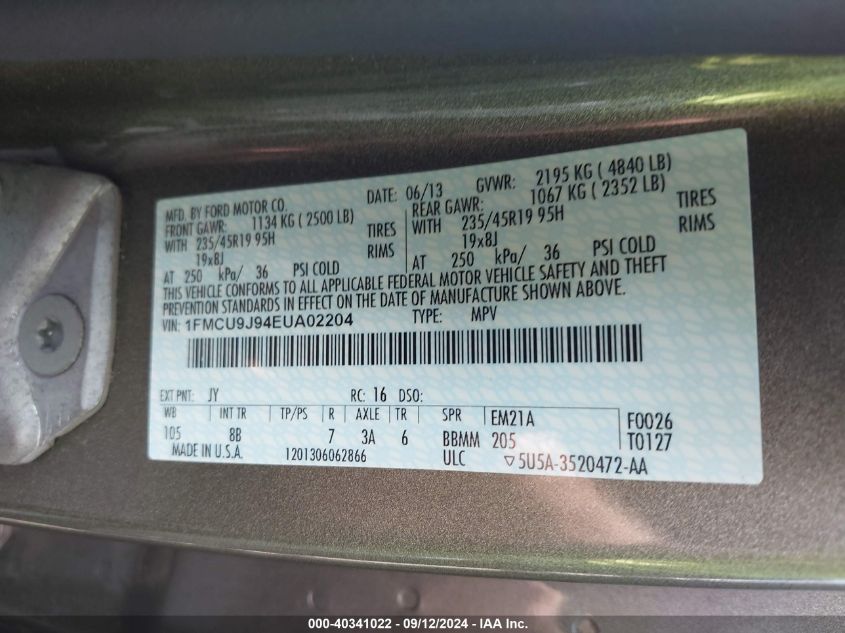 MFD. BY FORD MOTOR CO. DATE: 06/13 GVWR: 2195 KG ( 4840 LB)
FRONT GAWR: 1134 KG ( 2500 LB) REAR GAWR: 1067 KG ( 2352 LB)
WITH 235/45R19 95H TIRES WITH 235/45R19 95H TIRES
19x8J RIMS 19x8J RIMS
AT 250 kPa/ 36 PSI COLD AT 250 kPa/ 36 PSI COLD
THIS VEHICLE CONFORMS TO ALL APPLICABLE FEDERAL MOTOR VEHICLE SAFETY AND THEFT
PREVENTION STANDARDS IN EFFECT ON THE DATE OF MANUFACTURE SHOWN ABOVE.
VIN: 1FMCU9J94EUA02204 TYPE: MPV
EXT PNT: JY RC: 16 DSO:
WB INT TR TP/PS R AXLE TR SPR EM21A F0026
105 8B 7 3A 6 BBMM 205 T0127
MADE IN U.S.A. 1201306062866 ULC ▽5U5A-3520472-AA
000-40341022 - 09/12/2024 - IAA Inc.